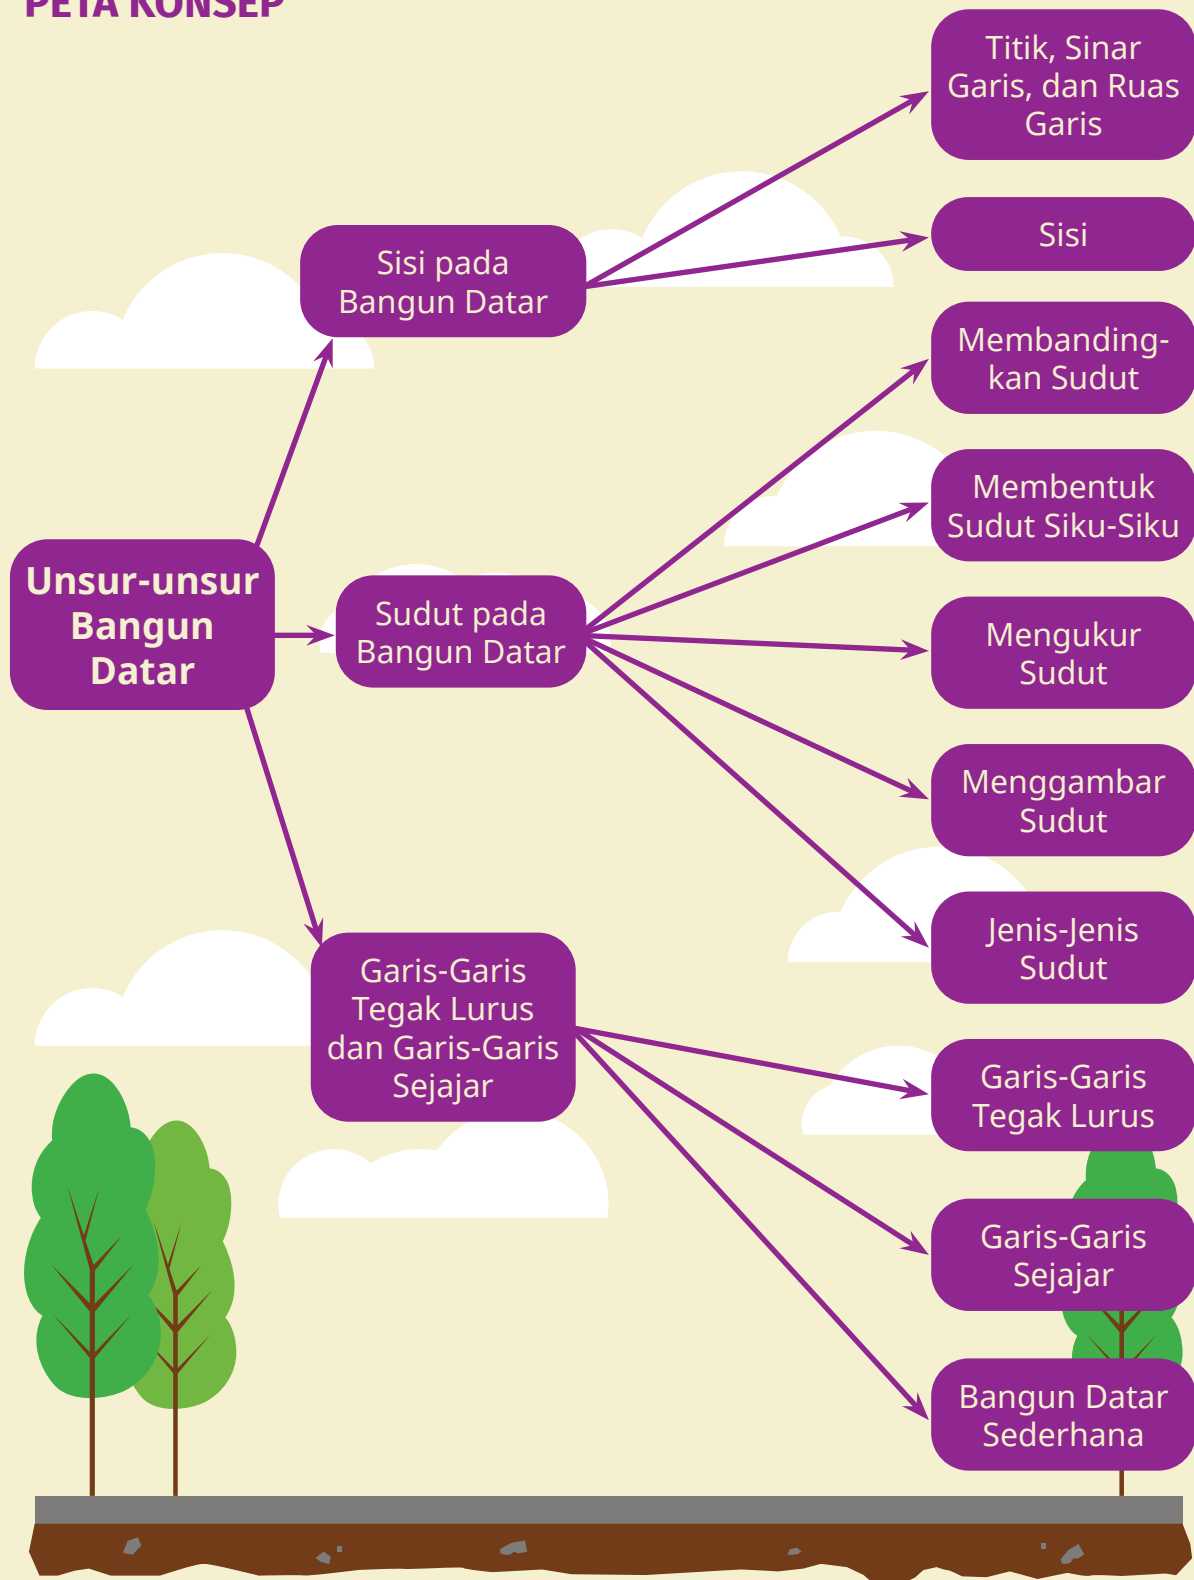 PETA KONSEP
Titik, Sinar
Garis, dan Ruas
Garis
Sisi
Sisi pada
Bangun Datar
Membanding-
kan Sudut
Membentuk
Sudut Siku-Siku
Unsur-unsur
Bangun
Datar
Sudut pada
Bangun Datar
Mengukur
Sudut
Menggambar
Sudut
Jenis-Jenis
Sudut
Garis-Garis
Tegak Lurus
dan Garis-Garis
Sejajar
Garis-Garis
Tegak Lurus
Garis-Garis
Sejajar
Bangun Datar
Sederhana